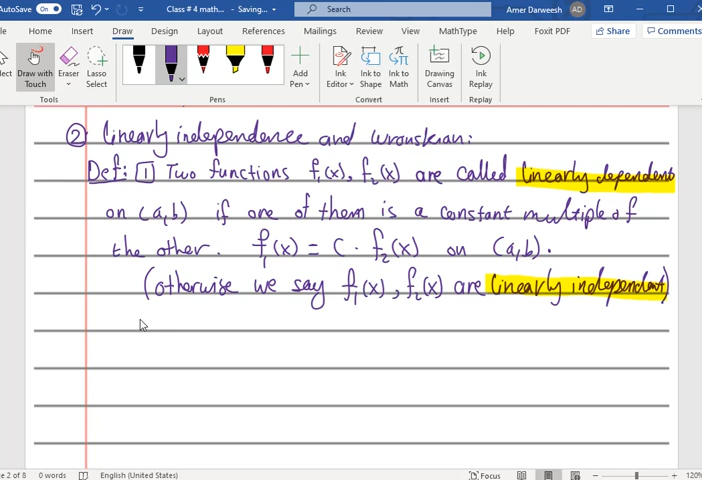 AutoSave On Class # 4 math... - Saving... Search Amer Darweesh AD
File Home Insert Draw Layout References Mailings Review View MathType Help Foxit PDF Share Comments
Select Draw with Touch Eraser Lasso Select Add Pen Ink Editor Ink to Shape Ink to Math Drawing Canvas Ink Replay
Tools Pens Convert Insert Replay
② Linearly independence and wronskian:
Def: 1 Two functions f₁(x), f₂(x) are called linearly dependent
on (a,b) if one of them is a constant multiple of
the other. f₁(x) = C · f₂(x) on (a,b).
(otherwise we say f₁(x), f₂(x) are linearly independent)
Page 2 of 8 0 words English (United States) Focus 120%